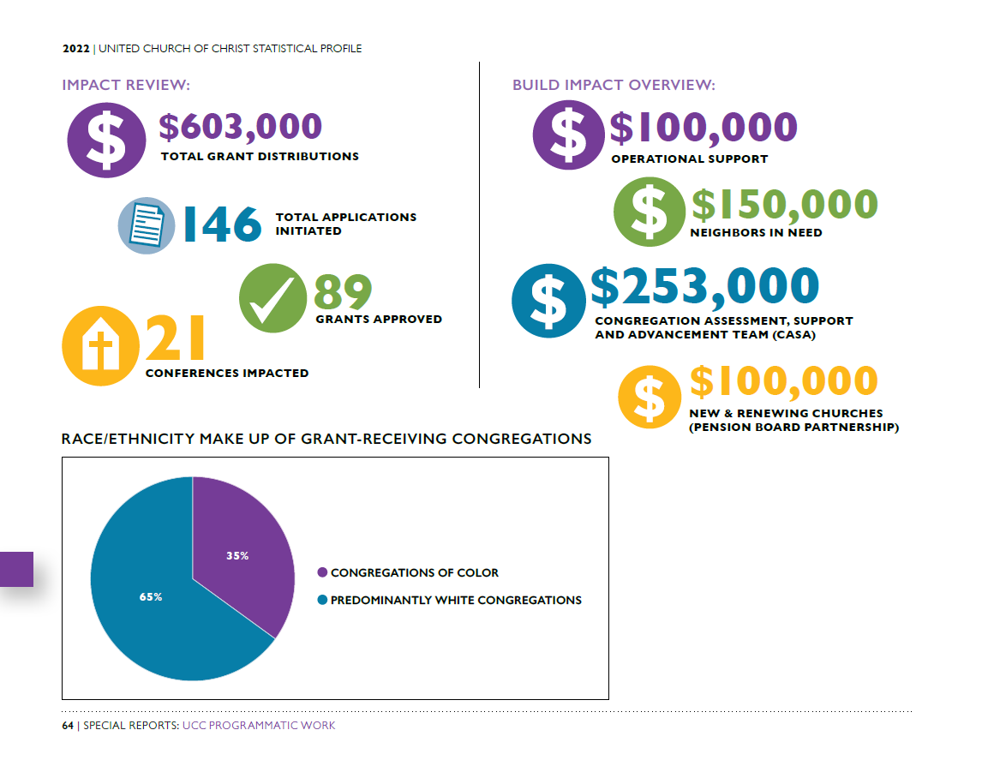 2022 | UNITED CHURCH OF CHRIST STATISTICAL PROFILE
IMPACT REVIEW:
$
$603,000
TOTAL GRANT DISTRIBUTIONS
146
TOTAL APPLICATIONS
INITIATED
89
GRANTS APPROVED
21
CONFERENCES IMPACTED
BUILD IMPACT OVERVIEW:
$
$100,000
OPERATIONAL SUPPORT
$
$150,000
NEIGHBORS IN NEED
$
$253,000
CONGREGATION ASSESSMENT, SUPPORT
AND ADVANCEMENT TEAM (CASA)
$
$100,000
NEW & RENEWING CHURCHES
(PENSION BOARD PARTNERSHIP)
RACE/ETHNICITY MAKE UP OF GRANT-RECEIVING CONGREGATIONS
35%
65%
CONGREGATIONS OF COLOR
PREDOMINANTLY WHITE CONGREGATIONS
64 | SPECIAL REPORTS: UCC PROGRAMMATIC WORK